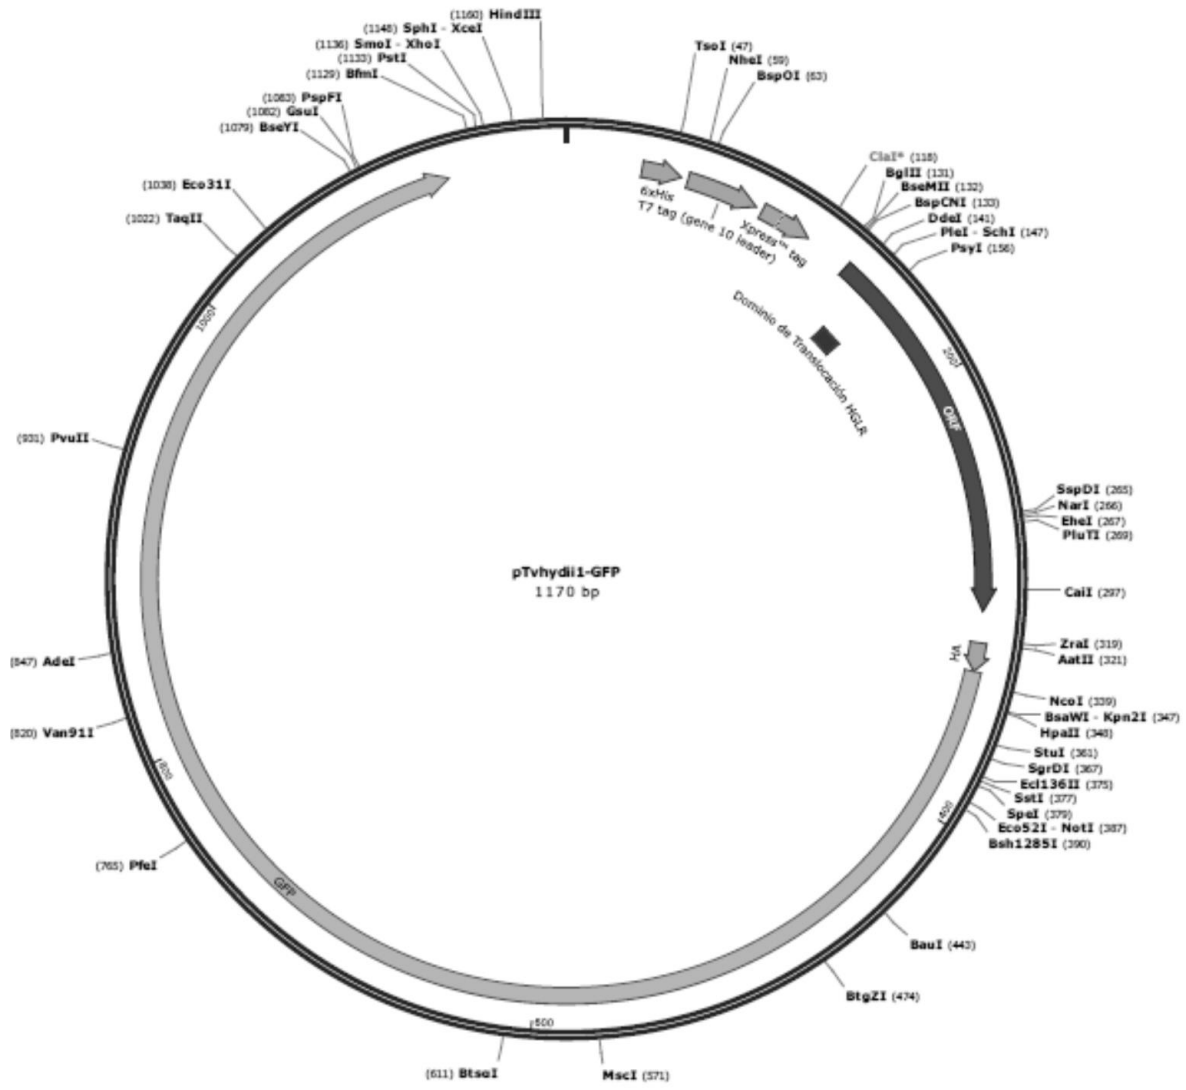 (1160) HindIII
(1148) SphI - XceI
(1136) SmoI - XhoI
(1133) PstI
(1129) BfmI
(1083) PspFI
(1082) GsuI
(1079) BseYI
(1038) Eco31I
(1022) TaqII
1000
(931) PvuII
(847) AdeI
(820) Van91I
800
(765) PfeI
(611) BtsaI
TsoI (47)
NheI (59)
BspOI (63)
ClaI* (118)
BglII (131)
BseMII (132)
BspCNI (133)
DdeI (141)
PleI - SchI (147)
PsyI (156)
200
SspDI (265)
NarI (266)
EheI (267)
PluTI (269)
CaiI (297)
ZraI (319)
AatII (321)
NcoI (339)
BsaWI - Kpn2I (347)
HpaII (348)
StuI (361)
SgrDI (367)
Ecl136II (375)
SstI (377)
SpeI (379)
Eco52I - NotI (387)
Bsh1285I (390)
400
BauI (443)
BtgZI (474)
MscI (571)
600
6xHis
T7 tag (gene 10 leader)
Xpress™ tag
Dominio de Translocación HGLR
ORF
HA
GFP
pTvhydii1-GFP
1170 bp